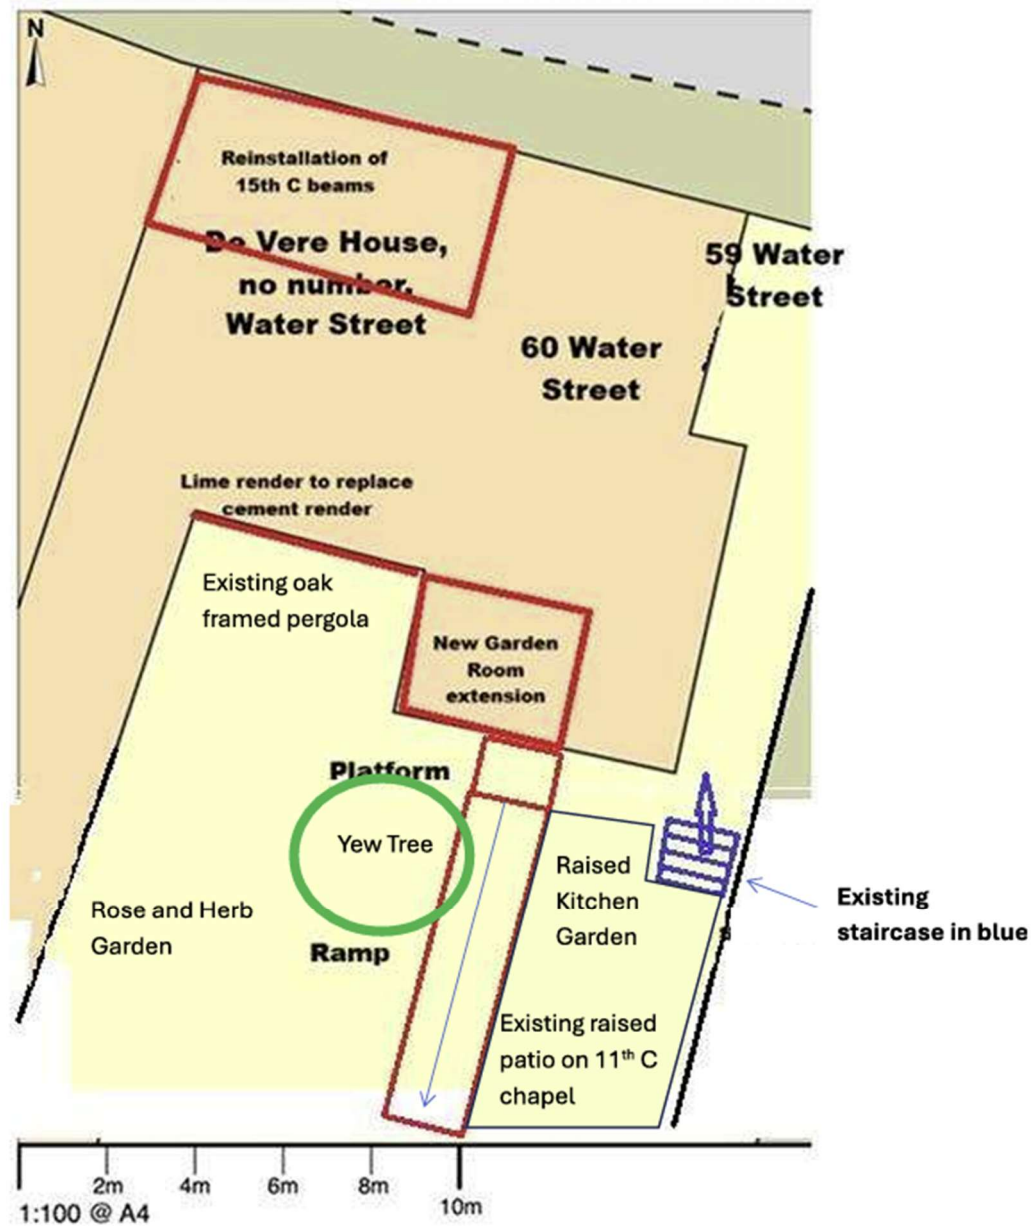 N
Reinstallation of
15th C beams
De Vere House,
no number,
Water Street
59 Water
Street
60 Water
Street
Lime render to replace
cement render
Existing oak
framed pergola
New Garden
Room
extension
Platform
Yew Tree
Raised
Kitchen
Garden
Existing
staircase in blue
Rose and Herb
Garden
Ramp
Existing raised
patio on 11th C
chapel
2m
4m
6m
8m
10m
1:100 @ A4